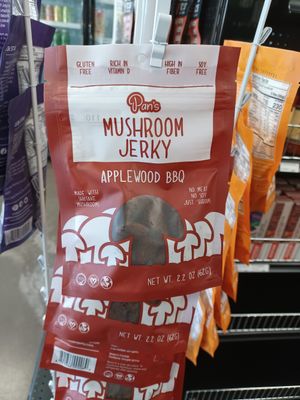 GLUTEN FREE
RICH IN VITAMIN D
HIGH IN FIBER
SOY FREE
Pan's
MUSHROOM
JERKY
APPLEWOOD BBQ
MADE WITH
SHIITAKE
MUSHROOMS
NO MEAT
NO SOY
JUST 'SHROOM
NET WT. 2.2 OZ (62G)
NET WT. 2.2 OZ (62G)